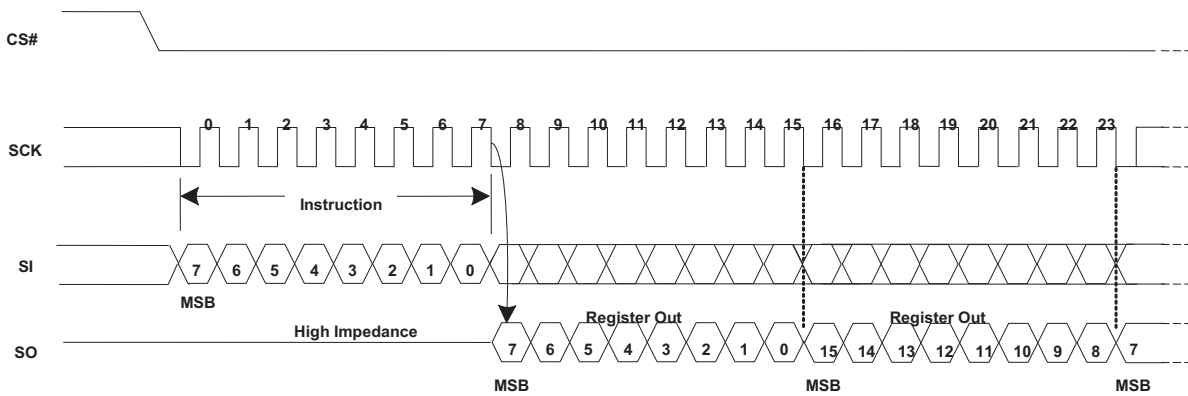 CS#
0 1 2 3 4 5 6 7 8 9 10 11 12 13 14 15 16 17 18 19 20 21 22 23
SCK
Instruction
SI
7 6 5 4 3 2 1 0
MSB
High Impedance
Register Out
Register Out
SO
7 6 5 4 3 2 1 0 15 14 13 12 11 10 9 8 7
MSB
MSB
MSB